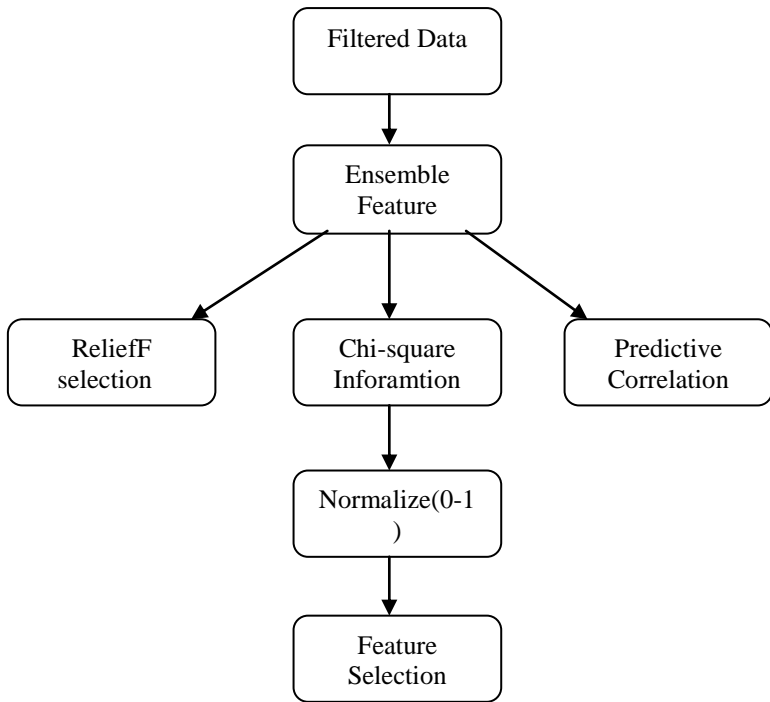 Filtered Data
Ensemble
Feature
ReliefF
selection
Chi-square
Inforamtion
Predictive
Correlation
Normalize(0-1
)
Feature
Selection